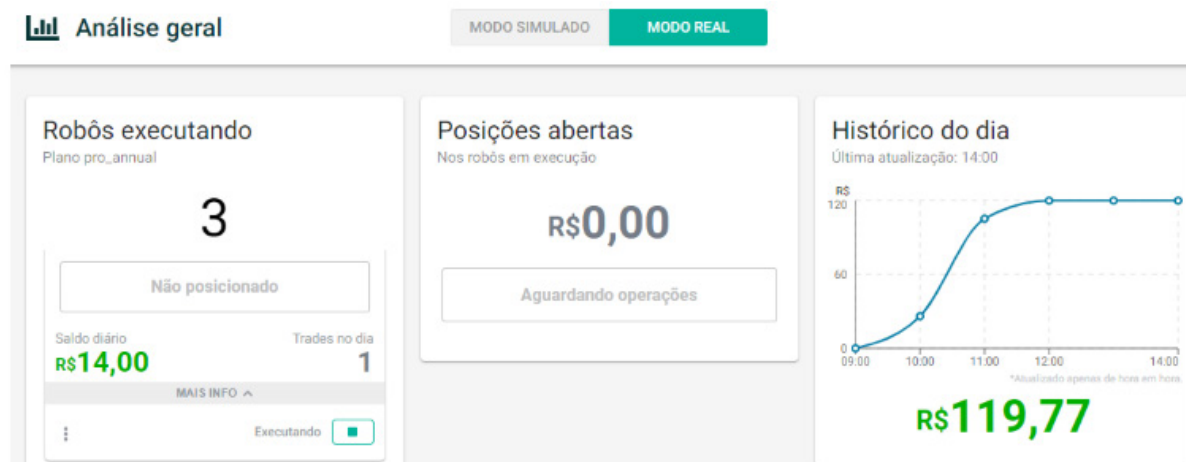 Análise geral
MODO SIMULADO
MODO REAL
Robôs executando
Plano pro_annual
3
Não posicionado
Saldo diário
Trades no dia
R$14,00
1
MAIS INFO
Executando
Posições abertas
Nos robôs em execução
R$0,00
Aguardando operações
Histórico do dia
Última atualização: 14:00
R$
120
60
0
09:00 10:00 11:00 12:00 14:00
*Atualizado apenas de hora em hora.
R$119,77